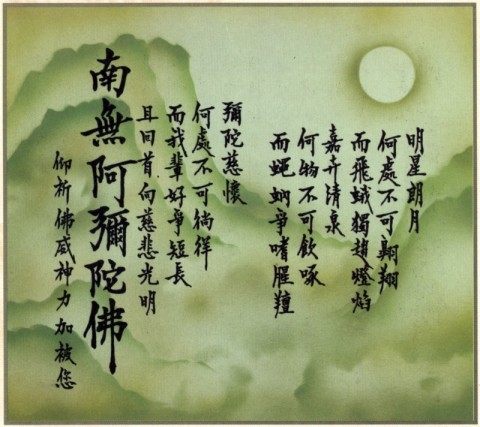 明星朗月
何處不可翱翔
而飛蛾獨趨燈焰
嘉卉清泉
何物不可飲啄
而蠅蚋爭嗜腥羶
彌陀慈懷
何處不可徜徉
而我輩好爭短長
且回首向慈悲光明
南無阿彌陀佛
仰祈佛威神力加被您